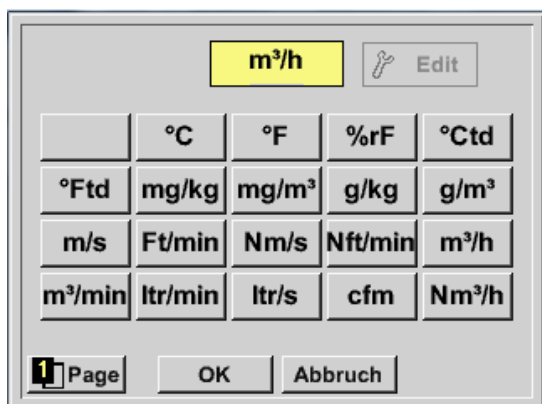 m³/h Edit
°C °F %rF °Ctd
°Ftd mg/kg mg/m³ g/kg g/m³
m/s Ft/min Nm/s Nft/min m³/h
m³/min ltr/min ltr/s cfm Nm³/h
1 Page OK Abbruch